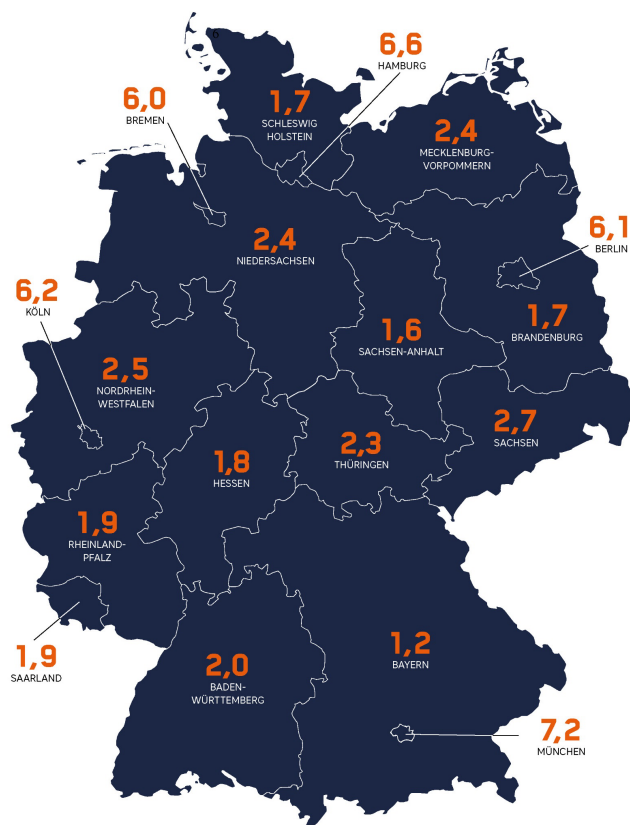 6
6,6
HAMBURG
1,7
SCHLESWIG
HOLSTEIN
6,0
BREMEN
2,4
MECKLENBURG-
VORPOMMERN
2,4
NIEDERSACHSEN
6,1
BERLIN
6,2
KÖLN
1,6
SACHSEN-ANHALT
1,7
BRANDENBURG
2,5
NORDRHEIN-
WESTFALEN
2,7
SACHSEN
2,3
THÜRINGEN
1,8
HESSEN
1,9
RHEINLAND-
PFALZ
1,9
SAARLAND
2,0
BADEN-
WÜRTTEMBERG
1,2
BAYERN
7,2
MÜNCHEN